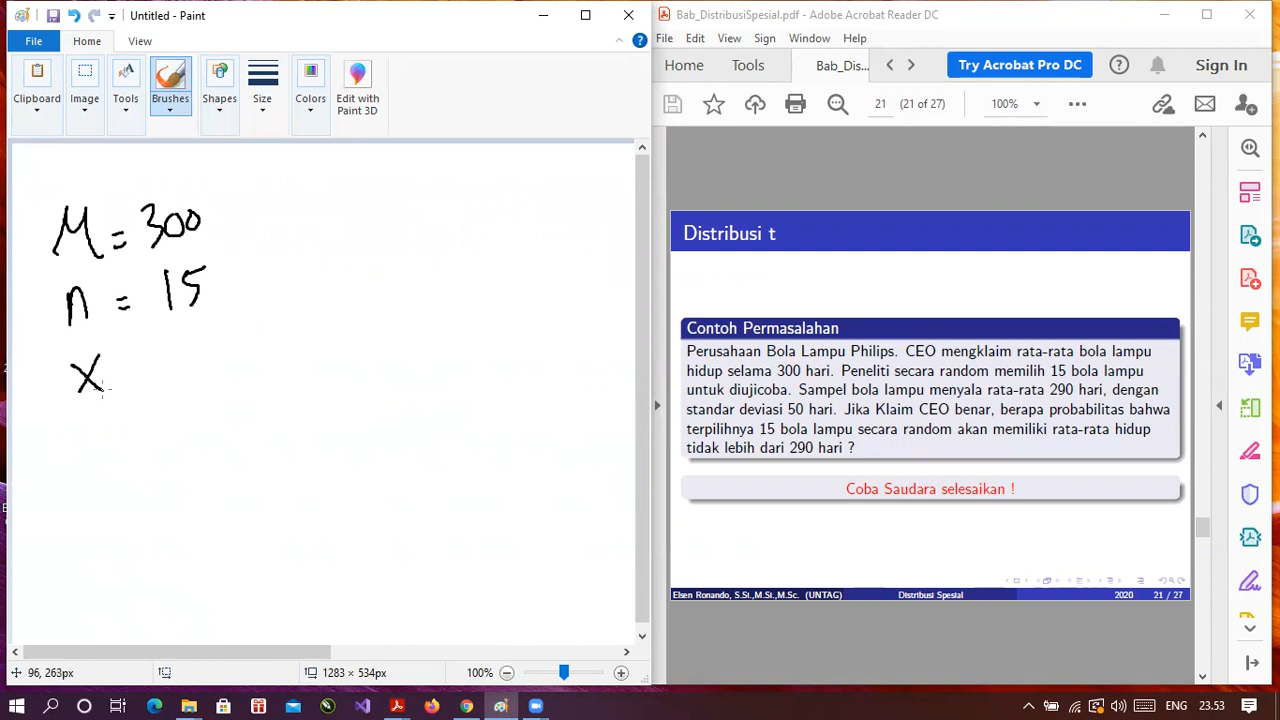 Untitled - Paint
File Home View
Clipboard Image Tools Brushes Shapes Size Colors Edit with Paint 3D
M = 300
n = 15
X
96, 263px 1283 × 534px 100%
Bab_DistribusiSpesial.pdf - Adobe Acrobat Reader DC
File Edit View Sign Window Help
Home Tools Bab_Dis... Try Acrobat Pro DC Sign In
21 (21 of 27) 100%
Distribusi t
Contoh Permasalahan
Perusahaan Bola Lampu Philips. CEO mengklaim rata-rata bola lampu
hidup selama 300 hari. Peneliti secara random memilih 15 bola lampu
untuk diujicoba. Sampel bola lampu menyala rata-rata 290 hari, dengan
standar deviasi 50 hari. Jika Klaim CEO benar, berapa probabilitas bahwa
terpilihnya 15 bola lampu secara random akan memiliki rata-rata hidup
tidak lebih dari 290 hari ?
Coba Saudara selesaikan !
Elsen Ronando, S.Si.,M.Si.,M.Sc. (UNTAG) Distribusi Spesial 2020 21 / 27
ENG 23.53